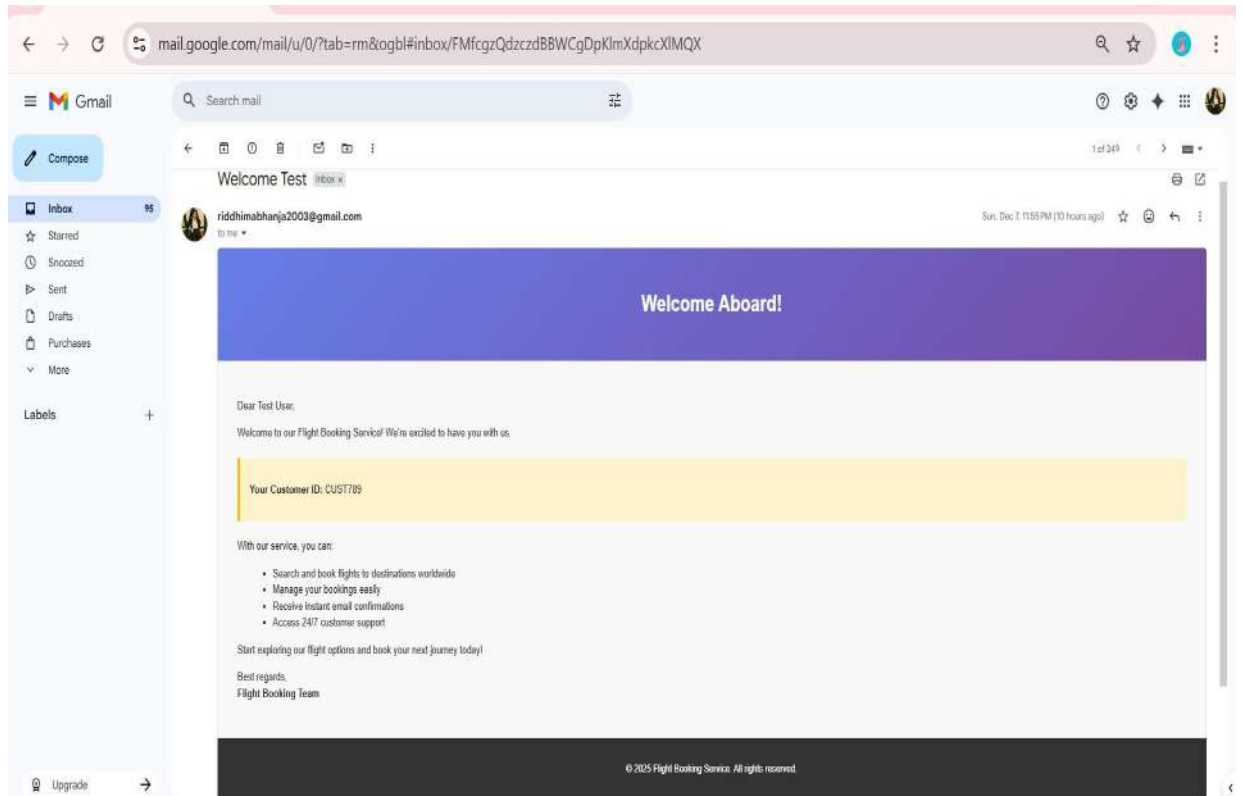 mail.google.com/mail/u/0/?tab=rm&ogbl#inbox/FMfcgzQdzczdBBWCgDpKlmXdpkcXlMQX
Gmail
Search mail
Compose
1 of 349
Welcome Test Inbox x
Inbox 95
riddhimabhanja2003@gmail.com
Sun, Dec 7, 11:55 PM (10 hours ago)
to me
Starred
Snoozed
Sent
Drafts
Purchases
More
Labels +
Welcome Aboard!
Dear Test User,
Welcome to our Flight Booking Service! We're excited to have you with us.
Your Customer ID: CUST789
With our service, you can:
• Search and book flights to destinations worldwide
• Manage your bookings easily
• Receive instant email confirmations
• Access 24/7 customer support
Start exploring our flight options and book your next journey today!
Best regards,
Flight Booking Team
© 2025 Flight Booking Service. All rights reserved.
Upgrade